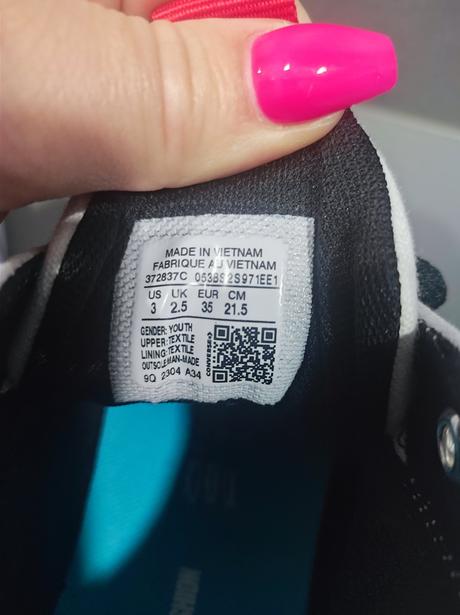 MADE IN VIETNAM
FABRIQUE AU VIETNAM
372837C 053BS2S971EE1
US UK EUR CM
3 2.5 35 21.5
GENDER: YOUTH
UPPER: TEXTILE
LINING: TEXTILE
OUTSOLE: MAN-MADE
9Q 2304 A34
CONVERSE